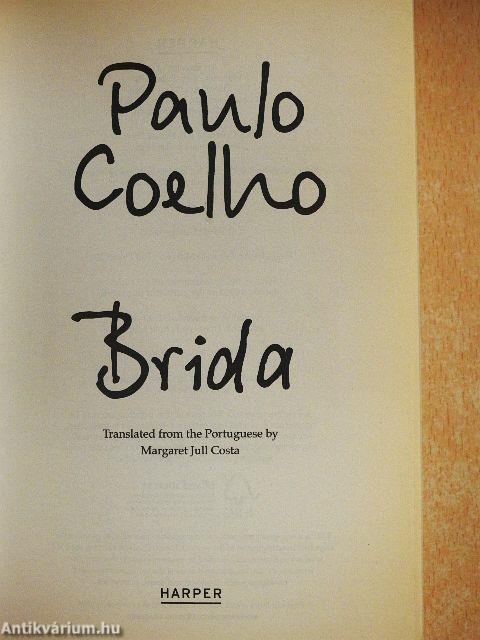 Paulo
Coelho
Brida
Translated from the Portuguese by
Margaret Jull Costa
HARPER
Antikvárium.hu